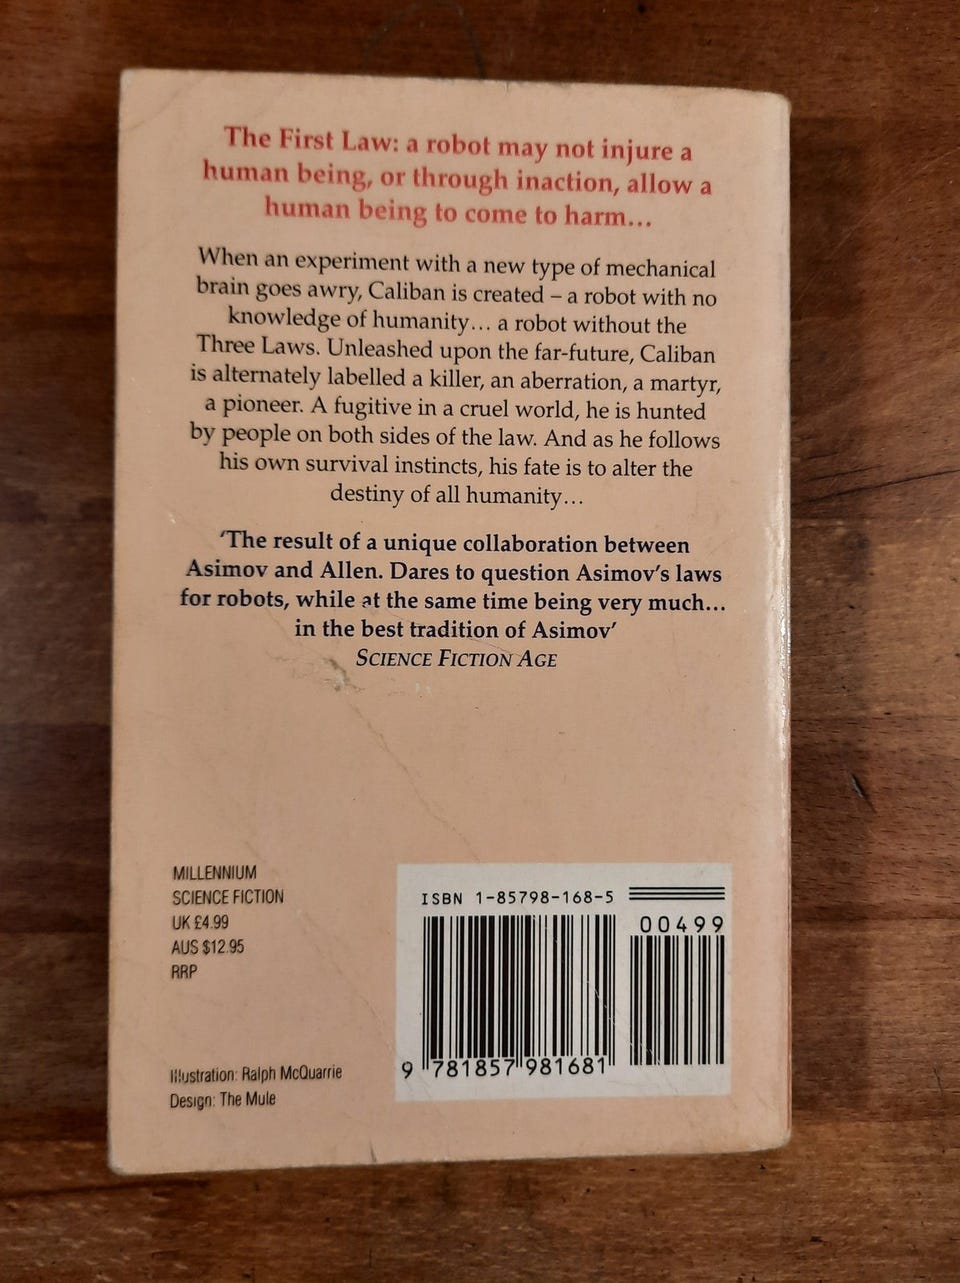 The First Law: a robot may not injure a
human being, or through inaction, allow a
human being to come to harm...
When an experiment with a new type of mechanical
brain goes awry, Caliban is created – a robot with no
knowledge of humanity... a robot without the
Three Laws. Unleashed upon the far-future, Caliban
is alternately labelled a killer, an aberration, a martyr,
a pioneer. A fugitive in a cruel world, he is hunted
by people on both sides of the law. And as he follows
his own survival instincts, his fate is to alter the
destiny of all humanity...
‘The result of a unique collaboration between
Asimov and Allen. Dares to question Asimov’s laws
for robots, while at the same time being very much...
in the best tradition of Asimov’
SCIENCE FICTION AGE
MILLENNIUM
SCIENCE FICTION
UK £4.99
AUS $12.95
RRP
Illustration: Ralph McQuarrie
Design: The Mule
ISBN 1-85798-168-5
00499
9 781857 981681